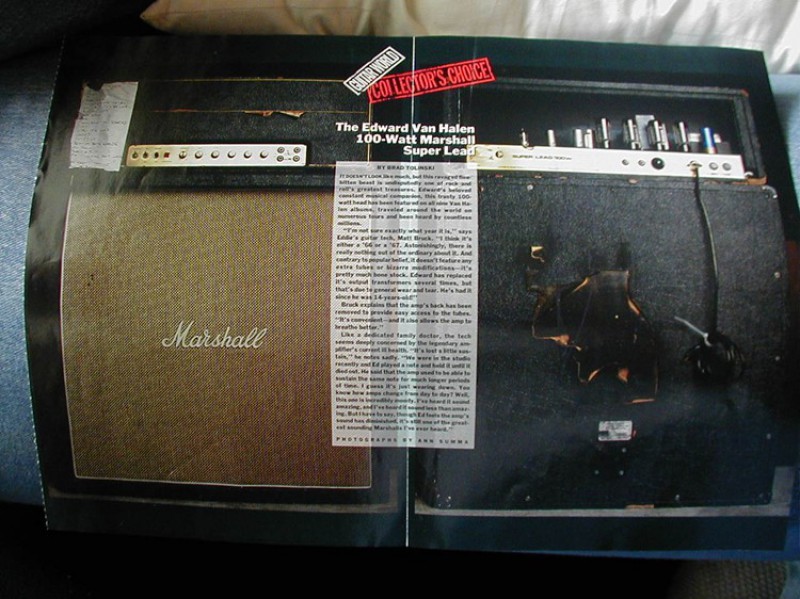 GUITAR WORLD
COLLECTOR'S CHOICE
The Edward Van Halen
100-Watt Marshall
Super Lead
BY BRAD TOLINSKI
IT DOESN'T LOOK like much, but this ravaged flea-
bitten beast is undisputedly one of rock and
roll's greatest treasures. Edward's beloved
constant musical companion, this trusty 100-
watt head has been featured on all nine Van Ha-
len albums, traveled around the world on
numerous tours and been heard by countless
millions.
"I'm not sure exactly what year it is," says
Eddie's guitar tech, Matt Bruck. "I think it's
either a '66 or a '67. Astonishingly, there is
really nothing out of the ordinary about it. And
contrary to popular belief, it doesn't feature any
extra tubes or bizarre modifications—it's
pretty much bone stock. Edward has replaced
it's output transformers several times, but
that's due to general wear and tear. He's had it
since he was 14-years-old!"
Bruck explains that the amp's back has been
removed to provide easy access to the tubes.
"It's convenient—and it also allows the amp to
breathe better."
Like a dedicated family doctor, the tech
seems deeply concerned by the legendary am-
plifier's current ill health. "It's lost a little sus-
tain," he notes sadly. "We were in the studio
recently and Ed played a note and held it until it
died out. He said that the amp used to be able to
sustain the same note for much longer periods
of time. I guess it's just wearing down. You
know how amps change from day to day? Well,
this one is incredibly moody. I've heard it sound
amazing, and I've heard it sound less than amaz-
ing. But I have to say, though Ed feels the amp's
sound has diminished, it's still one of the great-
est sounding Marshalls I've ever heard."
PHOTOGRAPHS BY ANN SUMMA
Marshall
SUPER LEAD 100